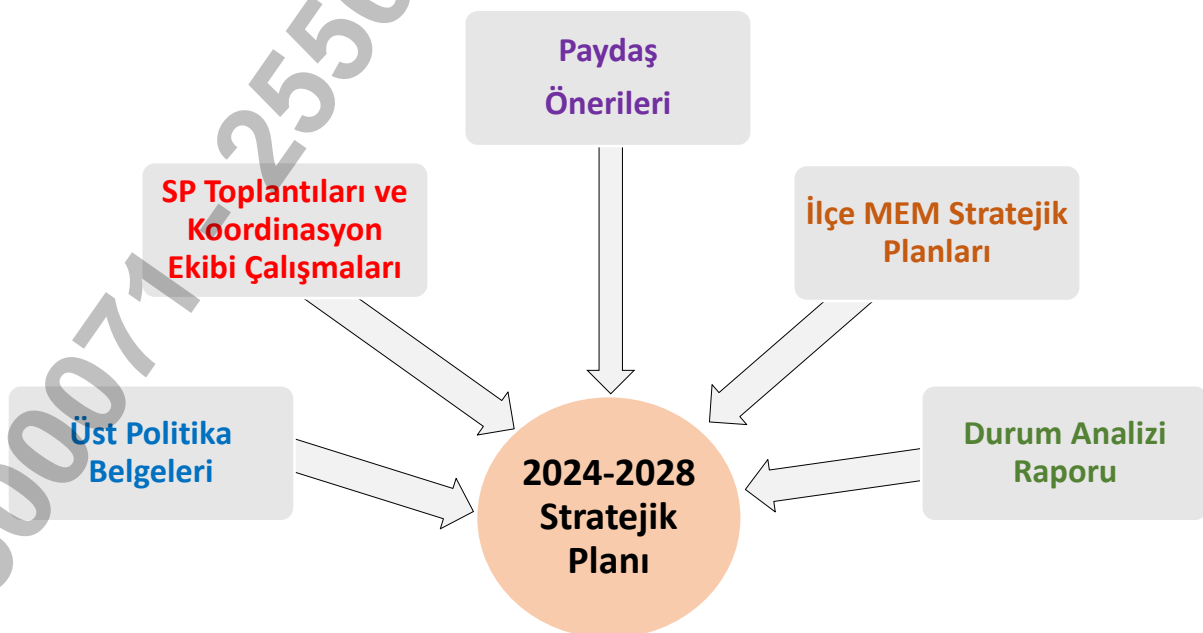 Paydaş
Önerileri
SP Toplantıları ve
Koordinasyon
Ekibi Çalışmaları
İlçe MEM Stratejik
Planları
Üst Politika
Belgeleri
Durum Analizi
Raporu
2024-2028
Stratejik
Planı